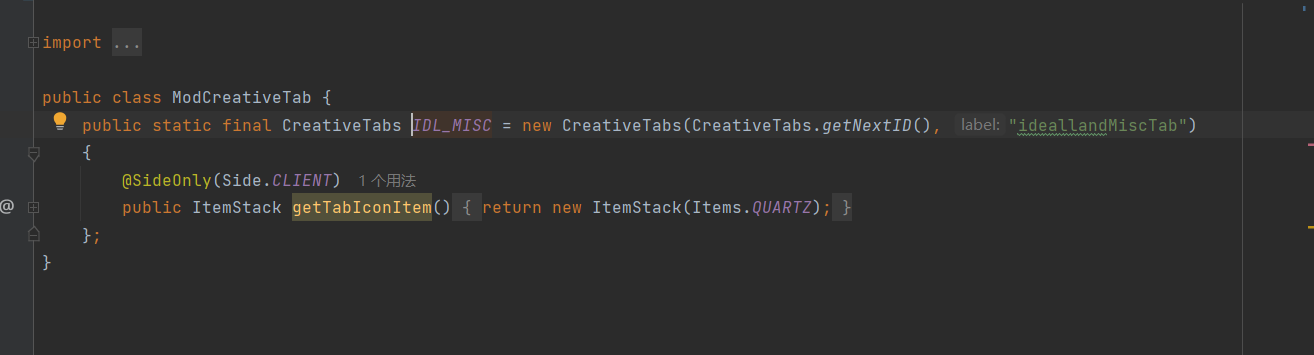 import ...
public class ModCreativeTab {
public static final CreativeTabs IDL_MISC = new CreativeTabs(CreativeTabs.getNextID(), label: "ideallandMiscTab")
{
@SideOnly(Side.CLIENT) 1 个用法
@ public ItemStack getTabIconItem() { return new ItemStack(Items.QUARTZ); }
};
}